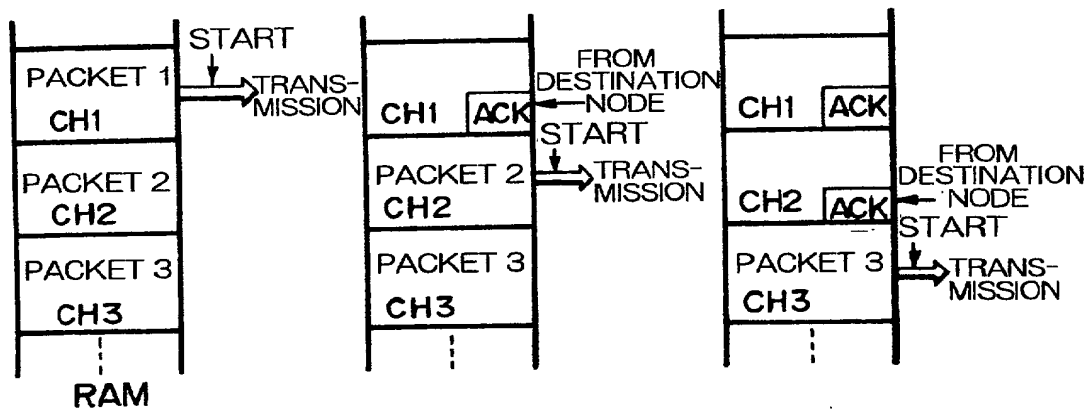 START
PACKET 1
TRANS-
MISSION
CH1
PACKET 2
CH2
PACKET 3
CH3
RAM
FROM
DESTINATION
NODE
CH1
ACK
START
PACKET 2
TRANS-
MISSION
CH2
PACKET 3
CH3
CH1
ACK
FROM
DESTINATION
NODE
CH2
ACK
START
PACKET 3
TRANS-
MISSION
CH3